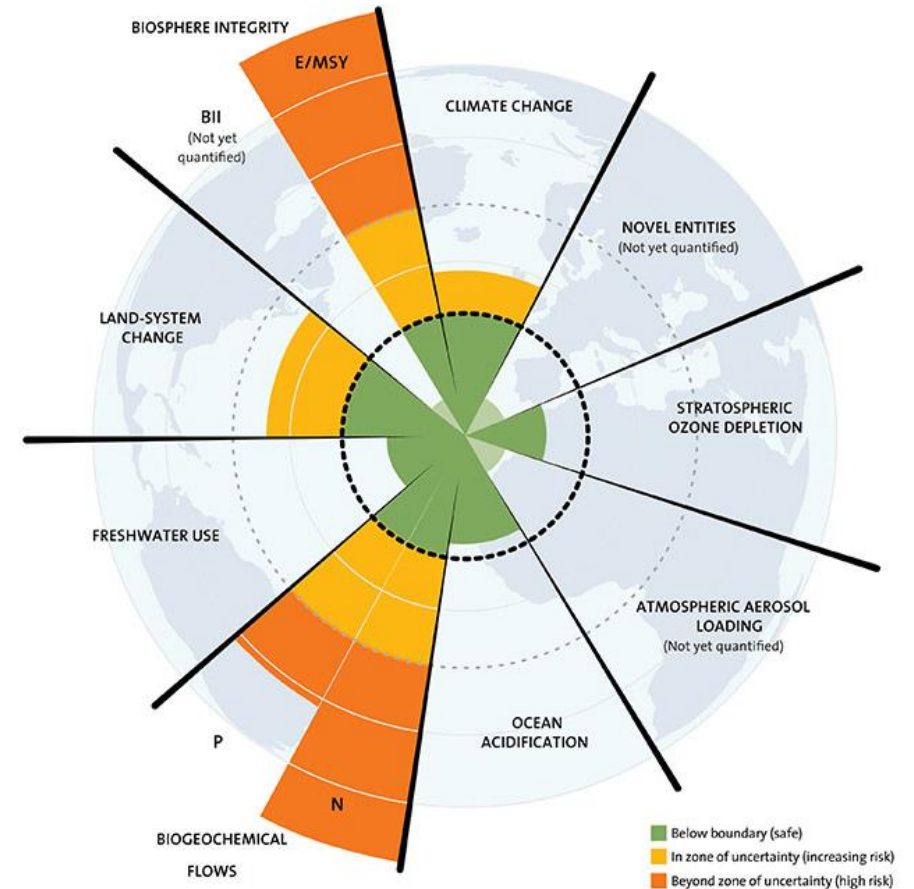 BIOSPHERE INTEGRITY
E/MSY
CLIMATE CHANGE
BII
(Not yet
quantified)
NOVEL ENTITIES
(Not yet quantified)
LAND-SYSTEM
CHANGE
STRATOSPHERIC
OZONE DEPLETION
FRESHWATER USE
ATMOSPHERIC AEROSOL
LOADING
(Not yet quantified)
OCEAN
ACIDIFICATION
P
N
BIOGEOCHEMICAL
FLOWS
Below boundary (safe)
In zone of uncertainty (increasing risk)
Beyond zone of uncertainty (high risk)